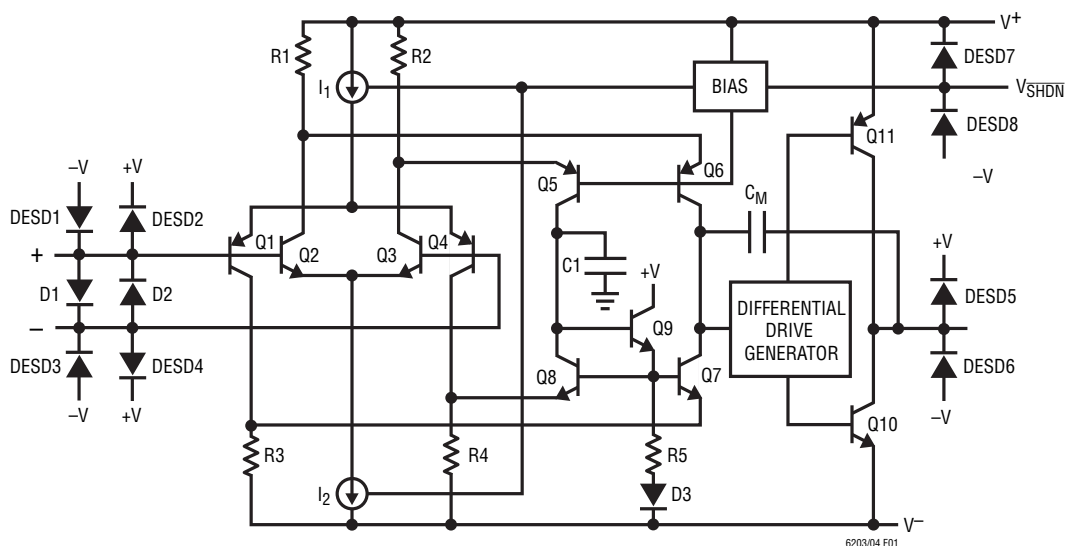 V+
R1
R2
DESD7
I1
BIAS
VSHDN
DESD8
Q11
–V
+V
Q5
Q6
–V
CM
DESD1
DESD2
+
Q1
Q2
Q3
Q4
+V
C1
+V
D1
D2
DESD5
DIFFERENTIAL
DRIVE
GENERATOR
–
Q9
DESD3
DESD4
Q8
Q7
DESD6
–V
+V
–V
Q10
R3
R4
R5
D3
I2
V–
6203/04 F01